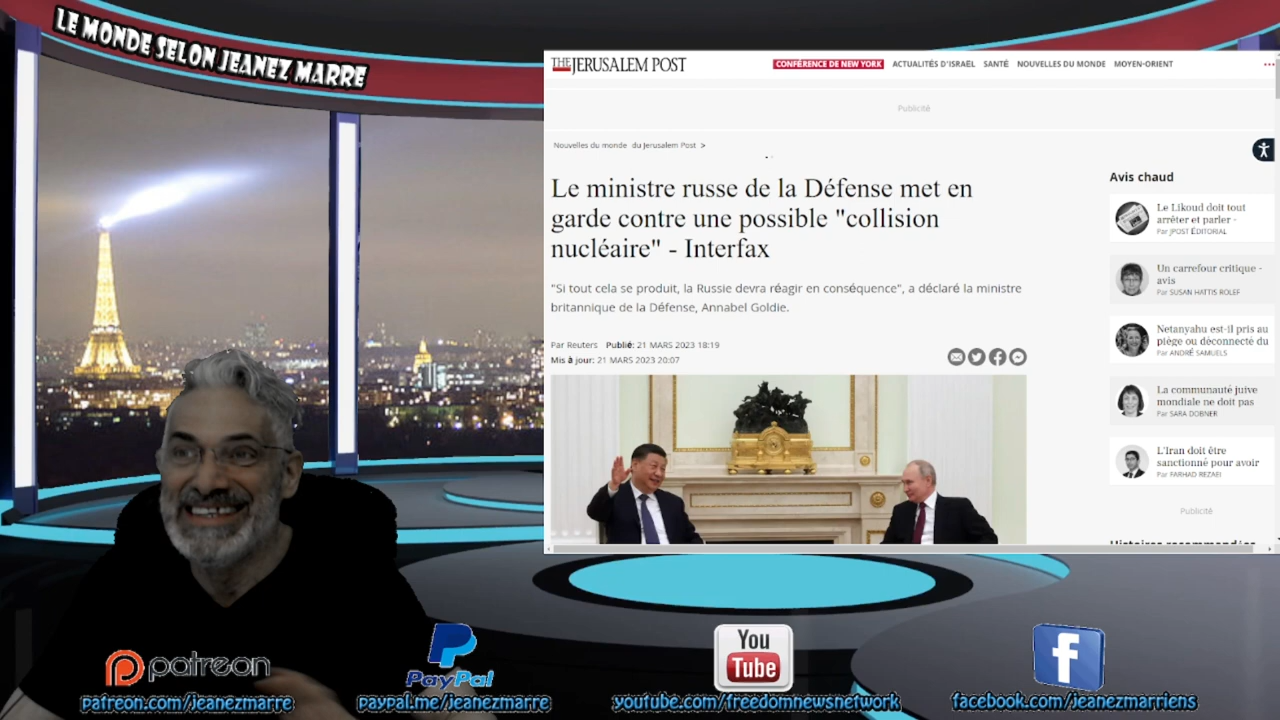 LE MONDE SELON JEANEZ MARRE
THE JERUSALEM POST
CONFÉRENCE DE NEW YORK ACTUALITÉS D'ISRAËL SANTÉ NOUVELLES DU MONDE MOYEN-ORIENT
Publicité
Nouvelles du monde du Jerusalem Post >
Le ministre russe de la Défense met en
garde contre une possible "collision
nucléaire" - Interfax
"Si tout cela se produit, la Russie devra réagir en conséquence", a déclaré la ministre
britannique de la Défense, Annabel Goldie.
Par Reuters Publié: 21 MARS 2023 18:19
Mis à jour: 21 MARS 2023 20:07
Avis chaud
Le Likoud doit tout
arrêter et parler -
Par JPOST ÉDITORIAL
Un carrefour critique -
avis
Par SUSAN HATTIS ROLEF
Netanyahu est-il pris au
piège ou déconnecté du
Par ANDRÉ SAMUELS
La communauté juive
mondiale ne doit pas
Par SARA DOBNER
L'Iran doit être
sanctionné pour avoir
Par FARHAD REZAEI
Publicité
Histoires recommandées
patreon
patreon.com/jeanezmarre
PayPal
paypal.me/jeanezmarre
You
Tube
youtube.com/freedomnewsnetwork
f
facebook.com/jeanezmarriens